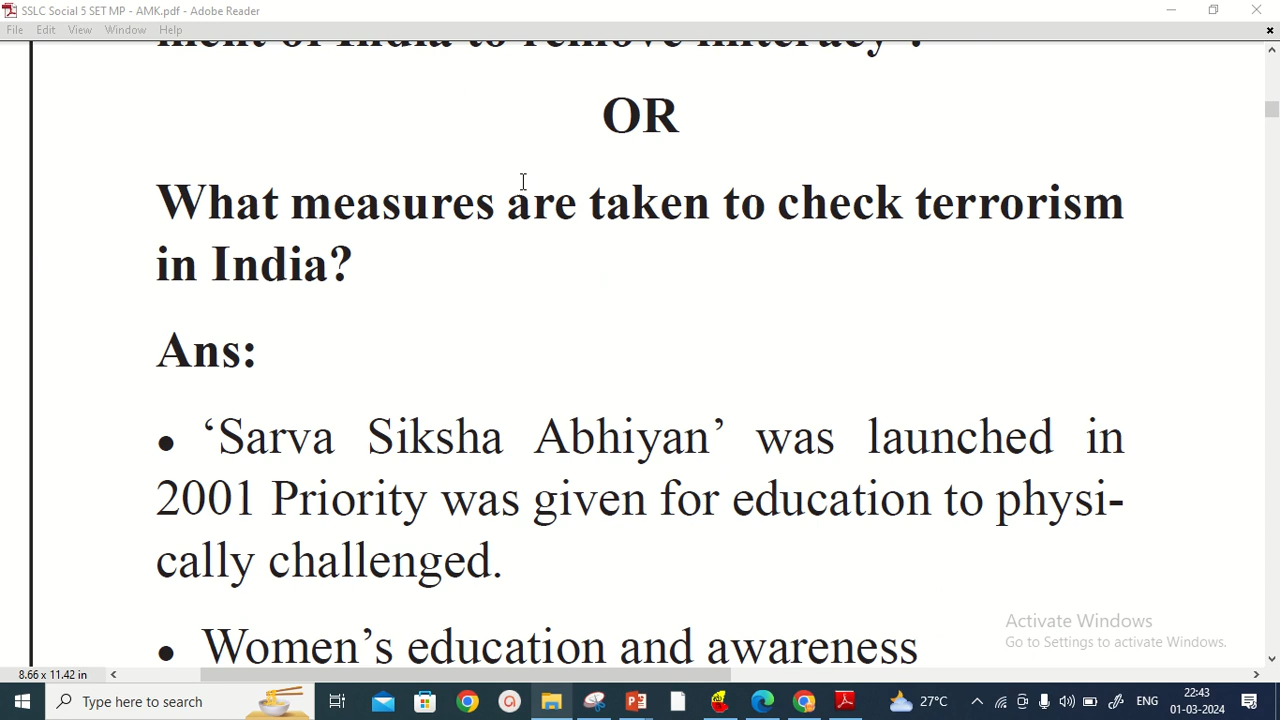 SSLC Social 5 SET MP - AMK.pdf - Adobe Reader
File Edit View Window Help
ment of India to remove illiteracy ?
OR
What measures are taken to check terrorism
in India?
Ans:
• ‘Sarva Siksha Abhiyan’ was launched in
2001 Priority was given for education to physi-
cally challenged.
• Women’s education and awareness
Activate Windows
Go to Settings to activate Windows.
8.66 x 11.42 in
Type here to search
27°C
ENG
22:43
01-03-2024